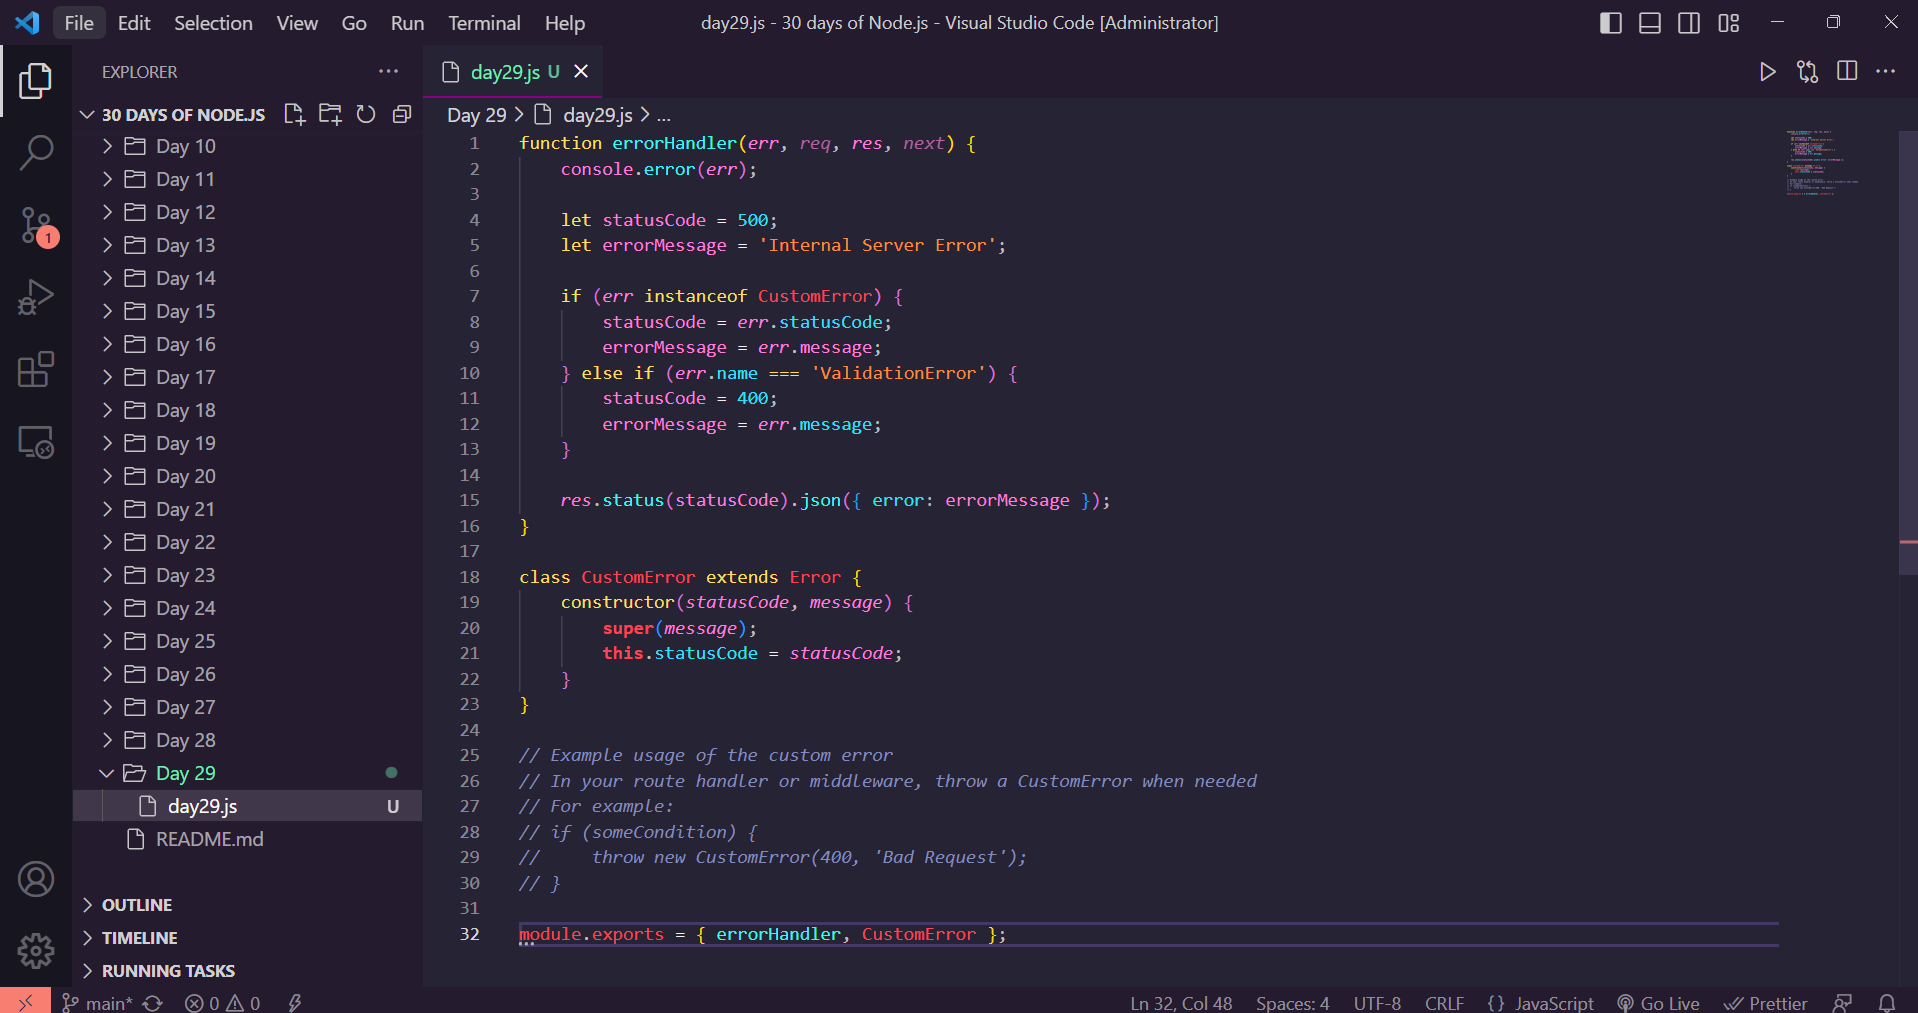 File Edit Selection View Go Run Terminal Help
day29.js - 30 days of Node.js - Visual Studio Code [Administrator]
EXPLORER
30 DAYS OF NODE.JS
Day 10
Day 11
Day 12
Day 13
Day 14
Day 15
Day 16
Day 17
Day 18
Day 19
Day 20
Day 21
Day 22
Day 23
Day 24
Day 25
Day 26
Day 27
Day 28
Day 29
day29.js U
README.md
OUTLINE
TIMELINE
RUNNING TASKS
1
day29.js U
Day 29 > day29.js > ...
1 function errorHandler(err, req, res, next) {
2     console.error(err);
3
4     let statusCode = 500;
5     let errorMessage = 'Internal Server Error';
6
7     if (err instanceof CustomError) {
8         statusCode = err.statusCode;
9         errorMessage = err.message;
10     } else if (err.name === 'ValidationError') {
11         statusCode = 400;
12         errorMessage = err.message;
13     }
14
15     res.status(statusCode).json({ error: errorMessage });
16 }
17
18 class CustomError extends Error {
19     constructor(statusCode, message) {
20         super(message);
21         this.statusCode = statusCode;
22     }
23 }
24
25 // Example usage of the custom error
26 // In your route handler or middleware, throw a CustomError when needed
27 // For example:
28 // if (someCondition) {
29 //     throw new CustomError(400, 'Bad Request');
30 // }
31
32 module.exports = { errorHandler, CustomError };
main* 0 0
Ln 32, Col 48 Spaces: 4 UTF-8 CRLF {} JavaScript Go Live Prettier